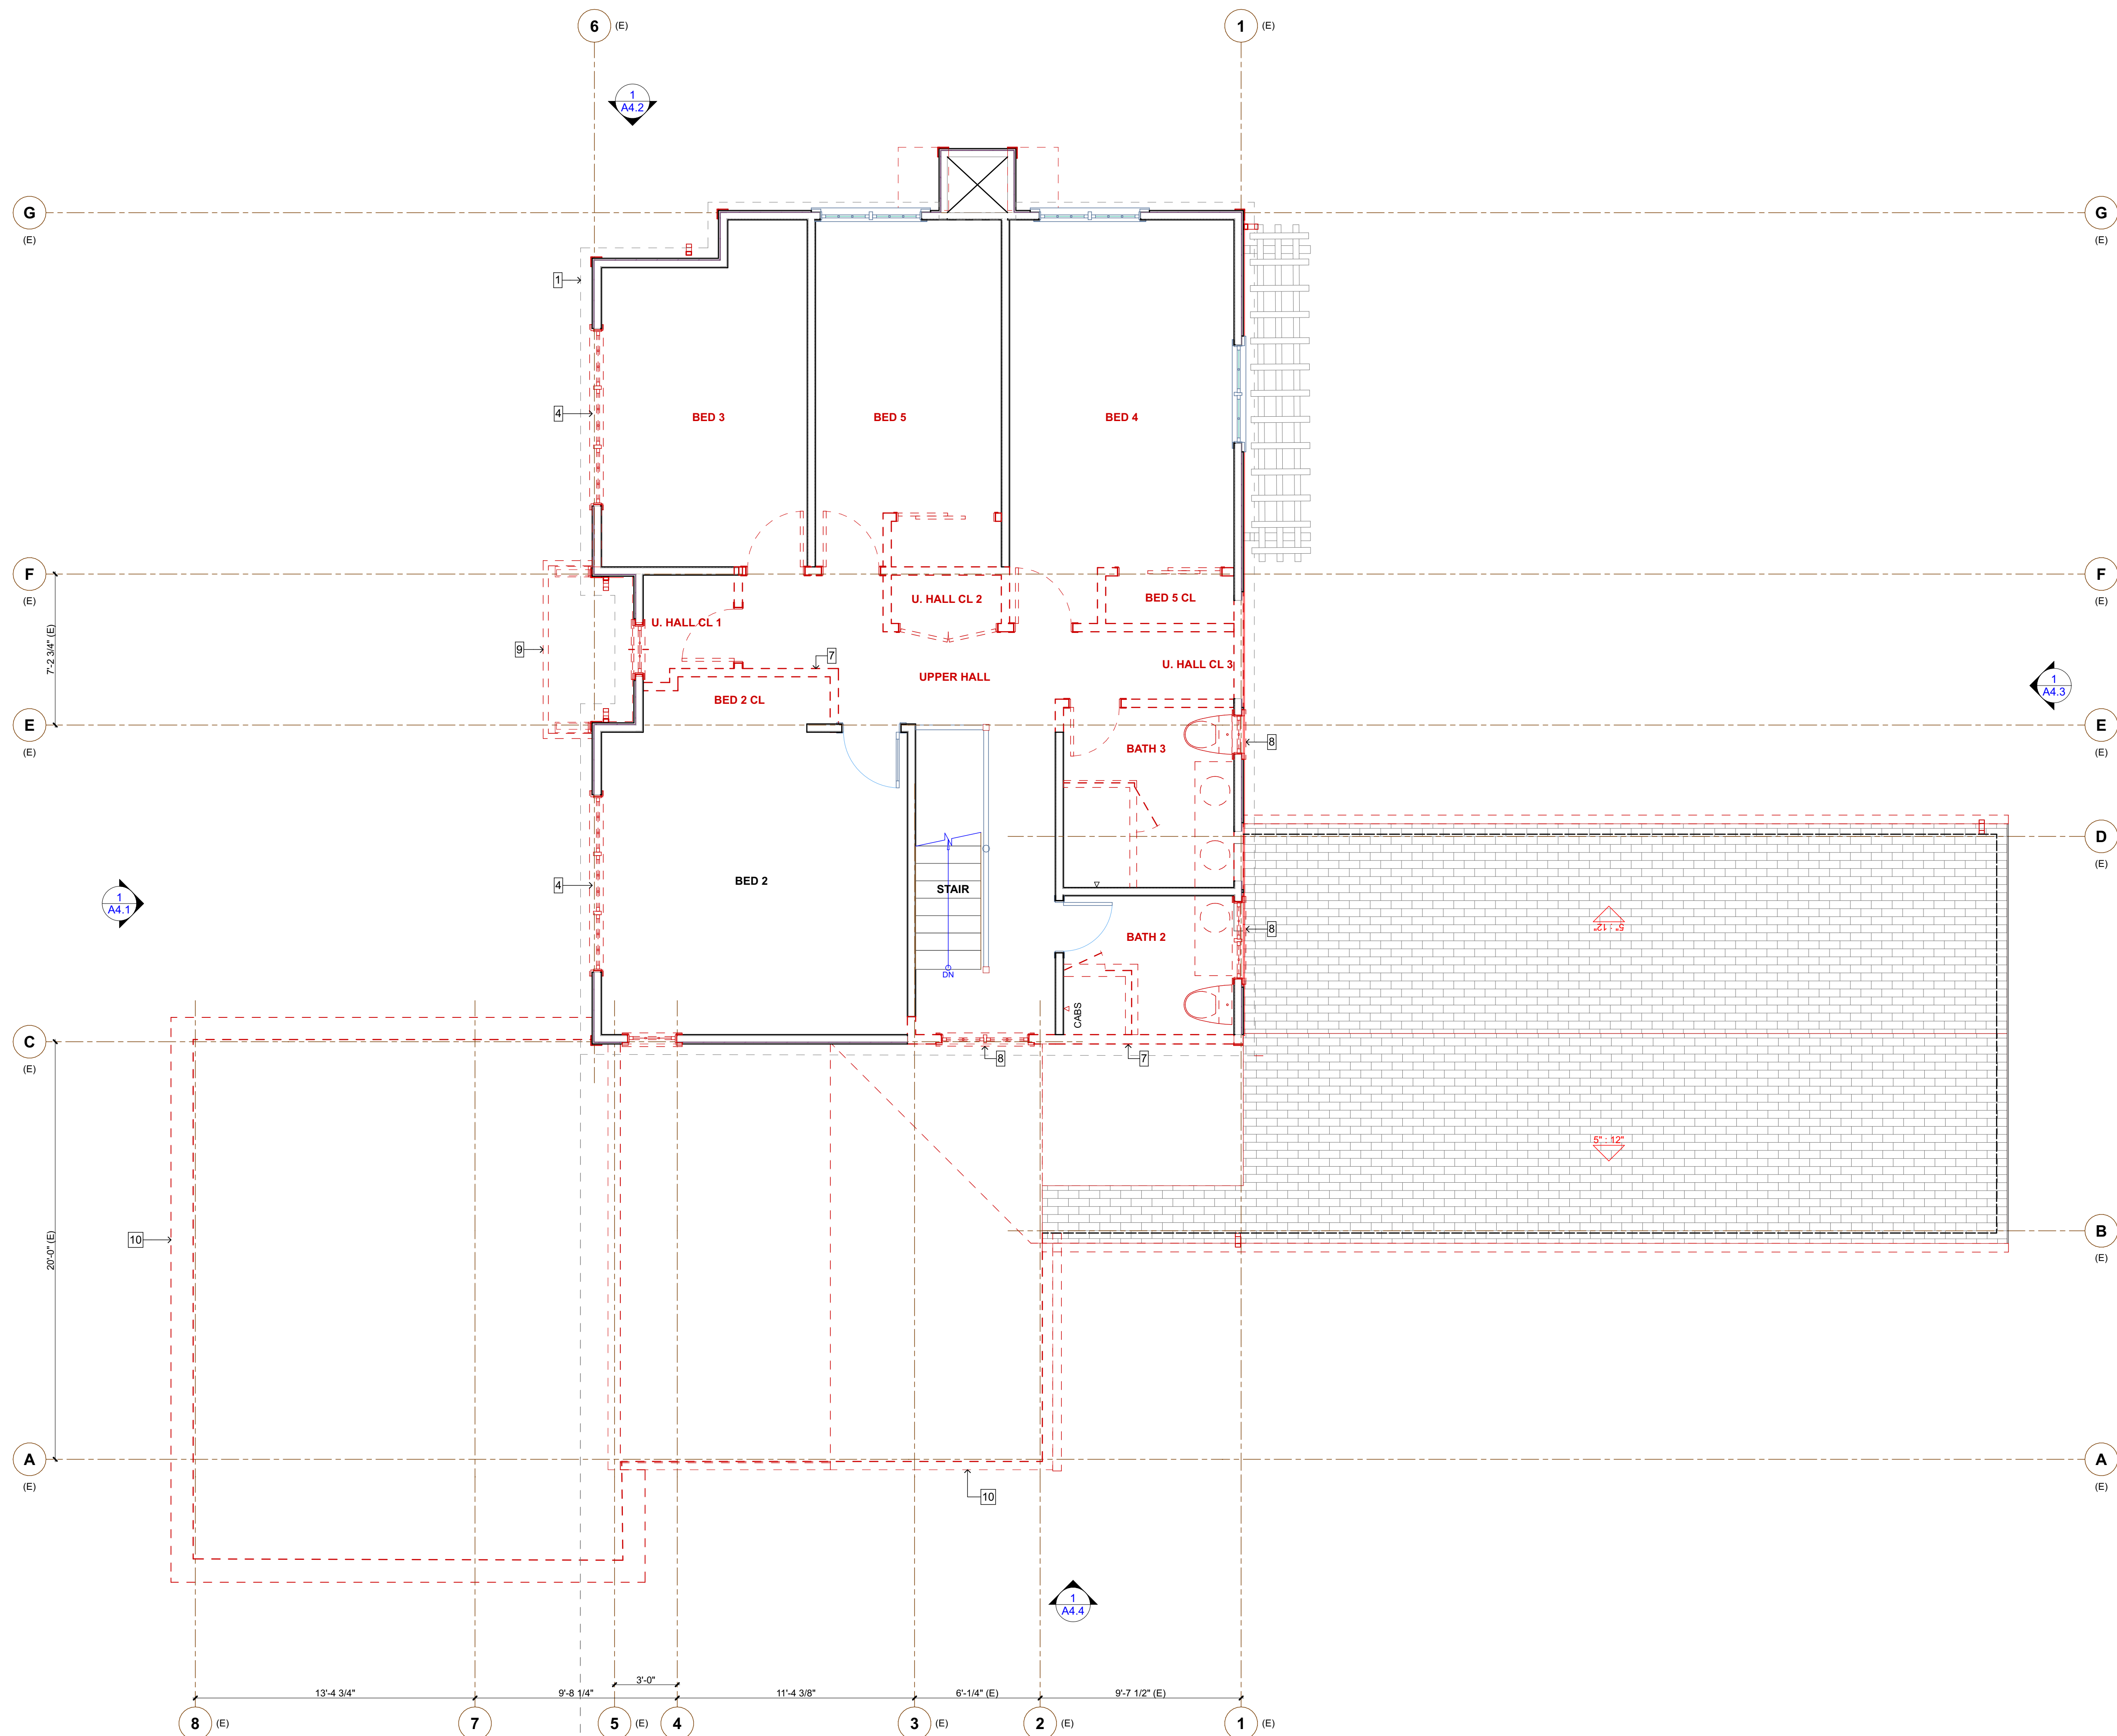 6 (E)
1 (E)
1
A4.2
G
(E)
G
(E)
1
4
BED 3
BED 5
BED 4
F
(E)
F
(E)
BED 5 CL
U. HALL CL 2
U. HALL CL 1
7'-2 3/4" (E)
9
7
U. HALL CL 3
UPPER HALL
1
A4.3
BED 2 CL
E
(E)
E
(E)
BATH 3
8
D
(E)
4
BED 2
STAIR
1
A4.1
5" : 12"
8
BATH 2
DN
CABS
C
(E)
8
7
5" : 12"
10
20'-0" (E)
B
(E)
A
(E)
A
(E)
10
1
A4.4
3'-0"
13'-4 3/4"
9'-8 1/4"
11'-4 3/8"
6'-1/4" (E)
9'-7 1/2" (E)
8 (E)
7
5 (E)
4
3 (E)
2 (E)
1 (E)